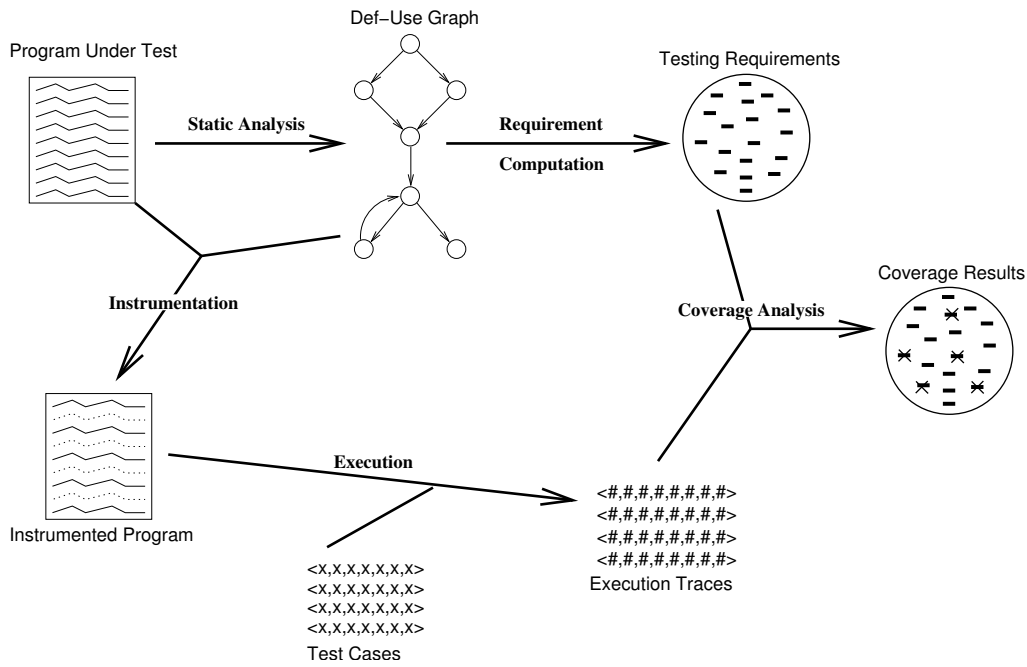 Def−Use Graph
Program Under Test
Testing Requirements
Static Analysis
Requirement
Computation
Instrumentation
Coverage Results
Coverage Analysis
Execution
Instrumented Program
<#,#,#,#,#,#,#,#,#>
<#,#,#,#,#,#,#,#,#>
<#,#,#,#,#,#,#,#,#>
<#,#,#,#,#,#,#,#,#>
Execution Traces
<x,x,x,x,x,x,x>
<x,x,x,x,x,x,x>
<x,x,x,x,x,x,x>
<x,x,x,x,x,x,x>
Test Cases